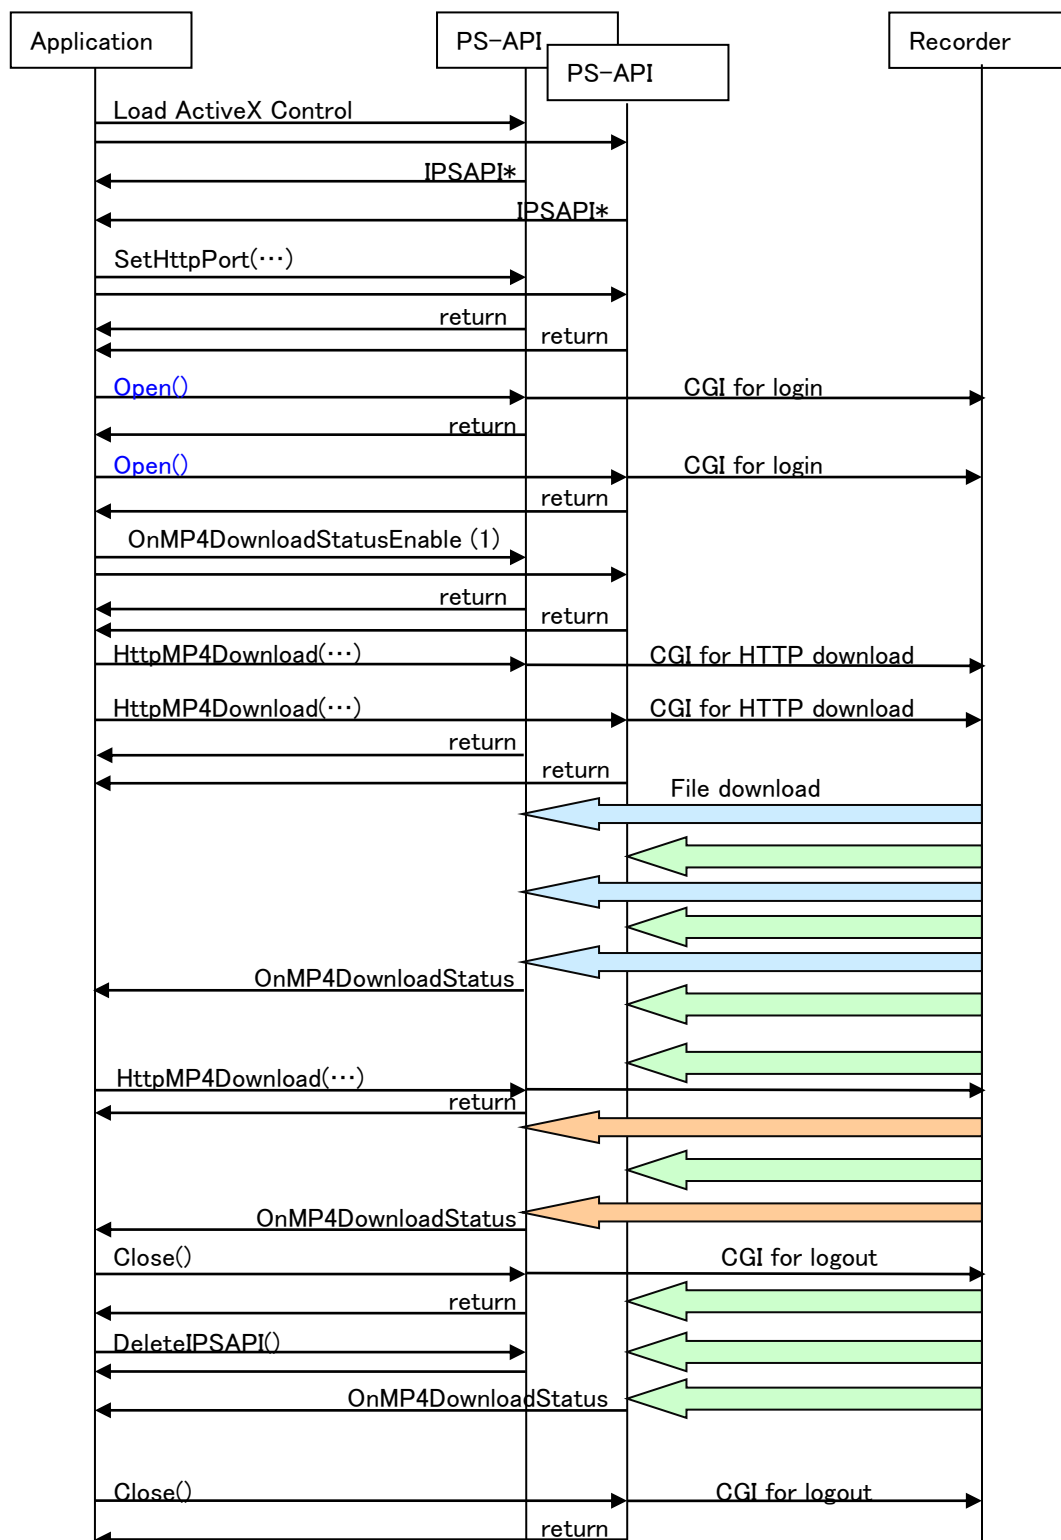 Application
PS-API
PS-API
Recorder
Load ActiveX Control
IPSAPI*
IPSAPI*
SetHttpPort(…)
return
return
Open()
CGI for login
return
Open()
CGI for login
return
OnMP4DownloadStatusEnable (1)
return
return
HttpMP4Download(…)
CGI for HTTP download
HttpMP4Download(…)
CGI for HTTP download
return
return
File download
OnMP4DownloadStatus
HttpMP4Download(…)
return
OnMP4DownloadStatus
Close()
CGI for logout
return
DeleteIPSAPI()
OnMP4DownloadStatus
Close()
CGI for logout
return